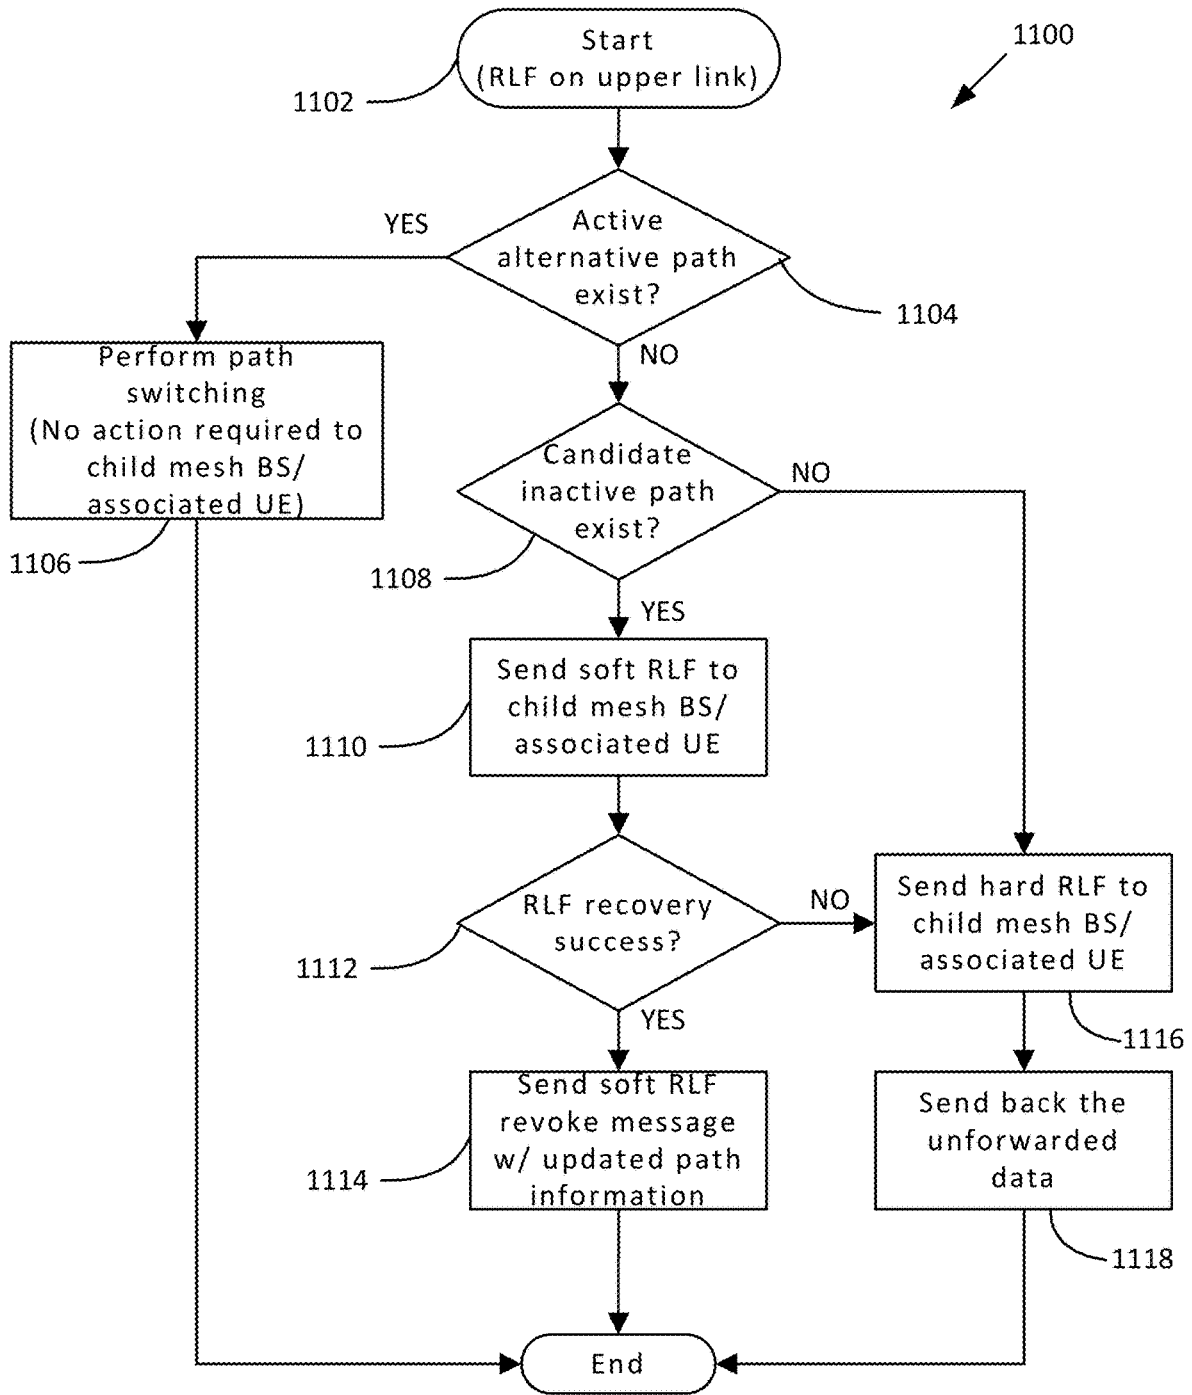 Start
(RLF on upper link)
1100
1102
Active
alternative path
exist?
YES
1104
NO
Perform path
switching
(No action required to
child mesh BS/
associated UE)
1106
Candidate
inactive path
exist?
NO
1108
YES
Send soft RLF to
child mesh BS/
associated UE
1110
RLF recovery
success?
NO
1112
YES
Send hard RLF to
child mesh BS/
associated UE
1116
Send soft RLF
revoke message
w/ updated path
information
1114
Send back the
unforwarded
data
1118
End